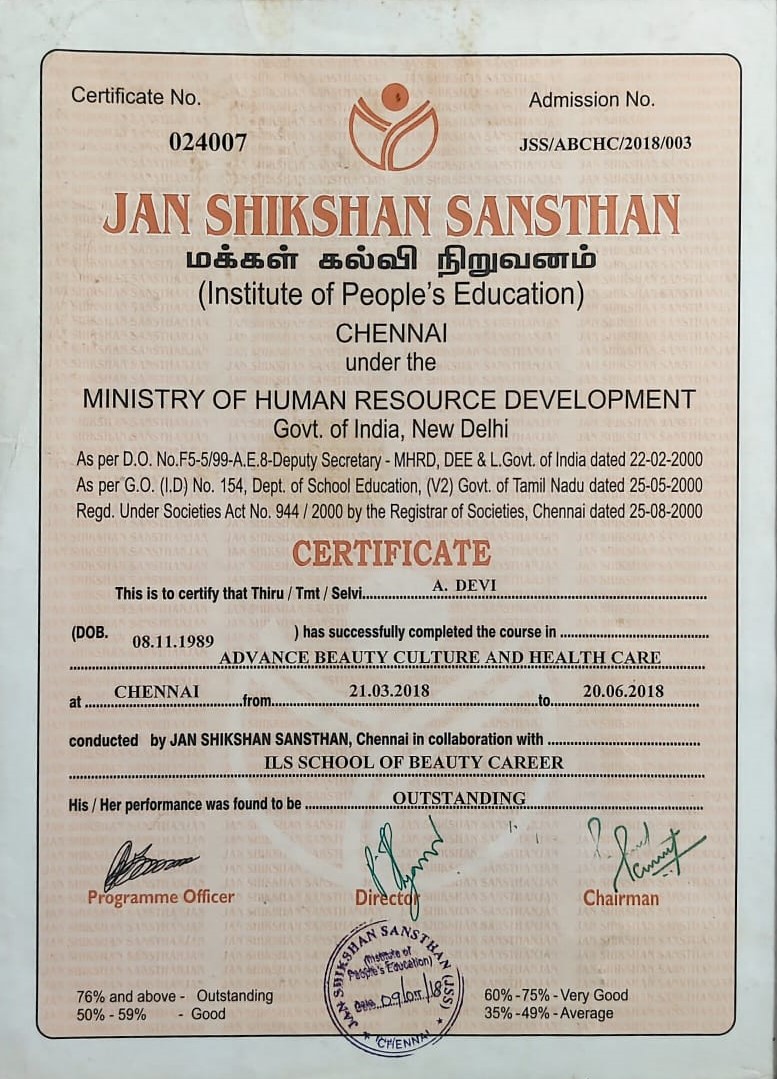 Certificate No.
024007
Admission No.
JSS/ABCHC/2018/003
JAN SHIKSHAN SANSTHAN
மக்கள் கல்வி நிறுவனம்
(Institute of People's Education)
CHENNAI
under the
MINISTRY OF HUMAN RESOURCE DEVELOPMENT
Govt. of India, New Delhi
As per D.O. No.F5-5/99-A.E.8-Deputy Secretary - MHRD, DEE & L.Govt. of India dated 22-02-2000
As per G.O. (I.D) No. 154, Dept. of School Education, (V2) Govt. of Tamil Nadu dated 25-05-2000
Regd. Under Societies Act No. 944 / 2000 by the Registrar of Societies, Chennai dated 25-08-2000
CERTIFICATE
This is to certify that Thiru / Tmt / Selvi A. DEVI
(DOB. 08.11.1989 ) has successfully completed the course in
ADVANCE BEAUTY CULTURE AND HEALTH CARE
at CHENNAI from 21.03.2018 to 20.06.2018
conducted by JAN SHIKSHAN SANSTHAN, Chennai in collaboration with
ILS SCHOOL OF BEAUTY CAREER
His / Her performance was found to be OUTSTANDING
Programme Officer Director Chairman
JAN SHIKSHAN SANSTHAN (JSS)
(Institute of
People's Education)
Date
CHENNAI
76% and above - Outstanding 60% - 75% - Very Good
50% - 59% - Good 35% - 49% - Average